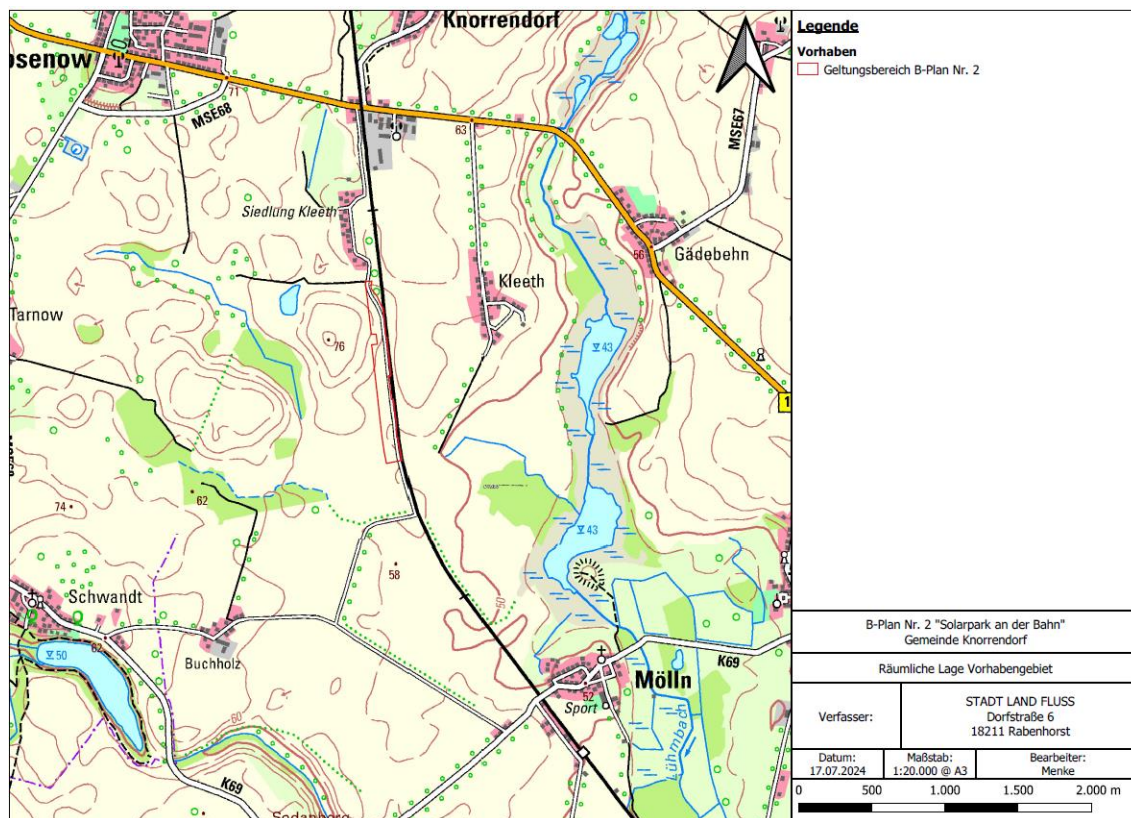 Knorrendorf
osenow
71
MSE68
63
MSE67
Siedlung Kleeth
56
Gädebehn
Kleeth
Tarnow
76
43
1
62
74
43
58
50
Schwandt
62
50
Buchholz
K69
Mölln
52
Sport
60
Lühmbach
K69
Sedanberg
Legende
Vorhaben
Geltungsbereich B-Plan Nr. 2
B-Plan Nr. 2 "Solarpark an der Bahn"
Gemeinde Knorrendorf
Räumliche Lage Vorhabengebiet
Verfasser:
STADT LAND FLUSS
Dorfstraße 6
18211 Rabenhorst
Datum:
17.07.2024
Maßstab:
1:20.000 @ A3
Bearbeiter:
Menke
0 500 1.000 1.500 2.000 m